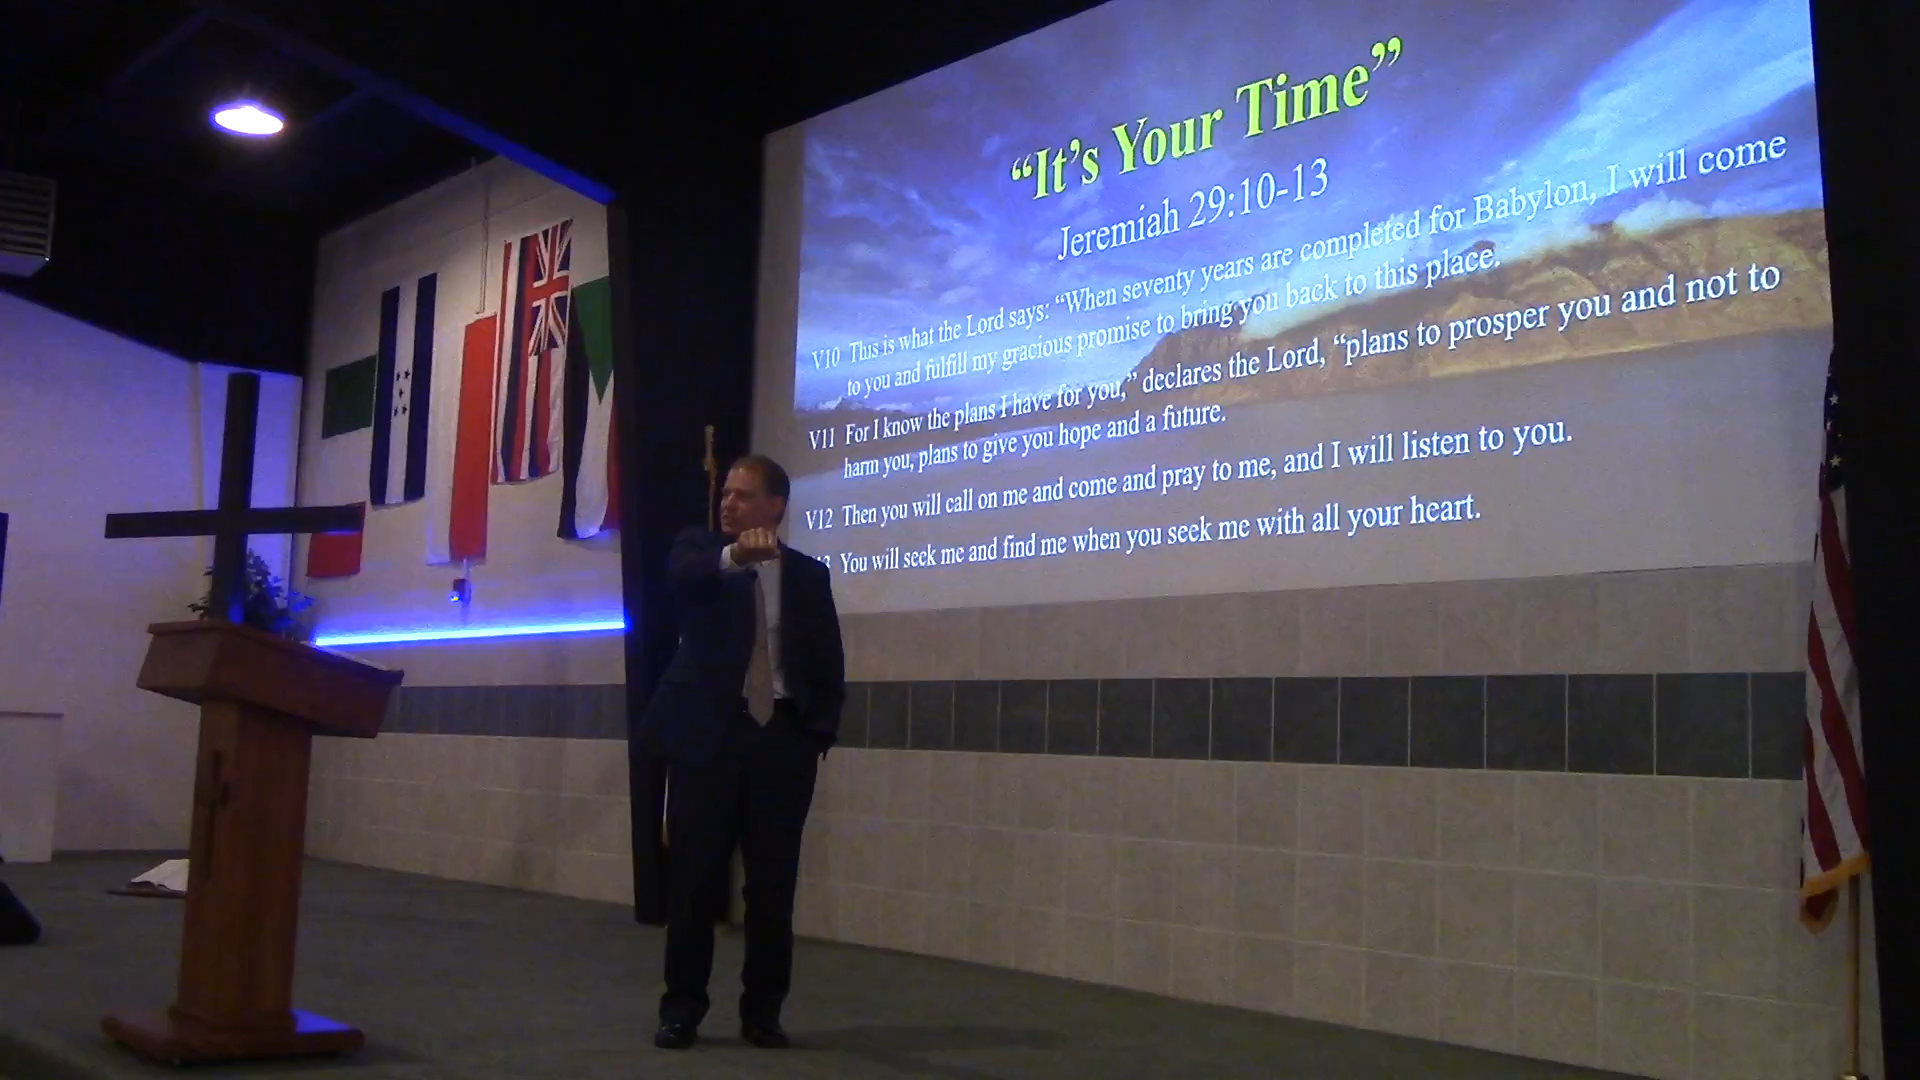 “It’s Your Time”
Jeremiah 29:10-13
V10 This is what the Lord says: “When seventy years are completed for Babylon, I will come
to you and fulfill my gracious promise to bring you back to this place.
V11 For I know the plans I have for you,” declares the Lord, “plans to prosper you and not to
harm you, plans to give you hope and a future.
V12 Then you will call on me and come and pray to me, and I will listen to you.
You will seek me and find me when you seek me with all your heart.